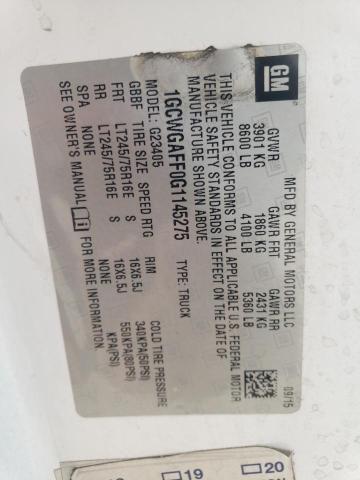 GM
MFD BY GENERAL MOTORS LLC
09/15
GVWR GAWR FRT GAWR RR
3901 KG 1860 KG 2431 KG
8600 LB 4100 LB 5360 LB
THIS VEHICLE CONFORMS TO ALL APPLICABLE U.S. FEDERAL MOTOR
VEHICLE SAFETY STANDARDS IN EFFECT ON THE DATE OF
MANUFACTURE SHOWN ABOVE.
1GCWGAFF0G1145275 TYPE: TRUCK
MODEL: G23405
GBBF TIRE SIZE SPEED RTG RIM COLD TIRE PRESSURE
FRT LT245/75R16E S 16X6.5J 340KPA(50PSI)
RR LT245/75R16E S 16X6.5J 550KPA(80PSI)
SPA NONE NONE KPA(PSI)
SEE OWNER'S MANUAL FOR MORE INFORMATION.
19 20